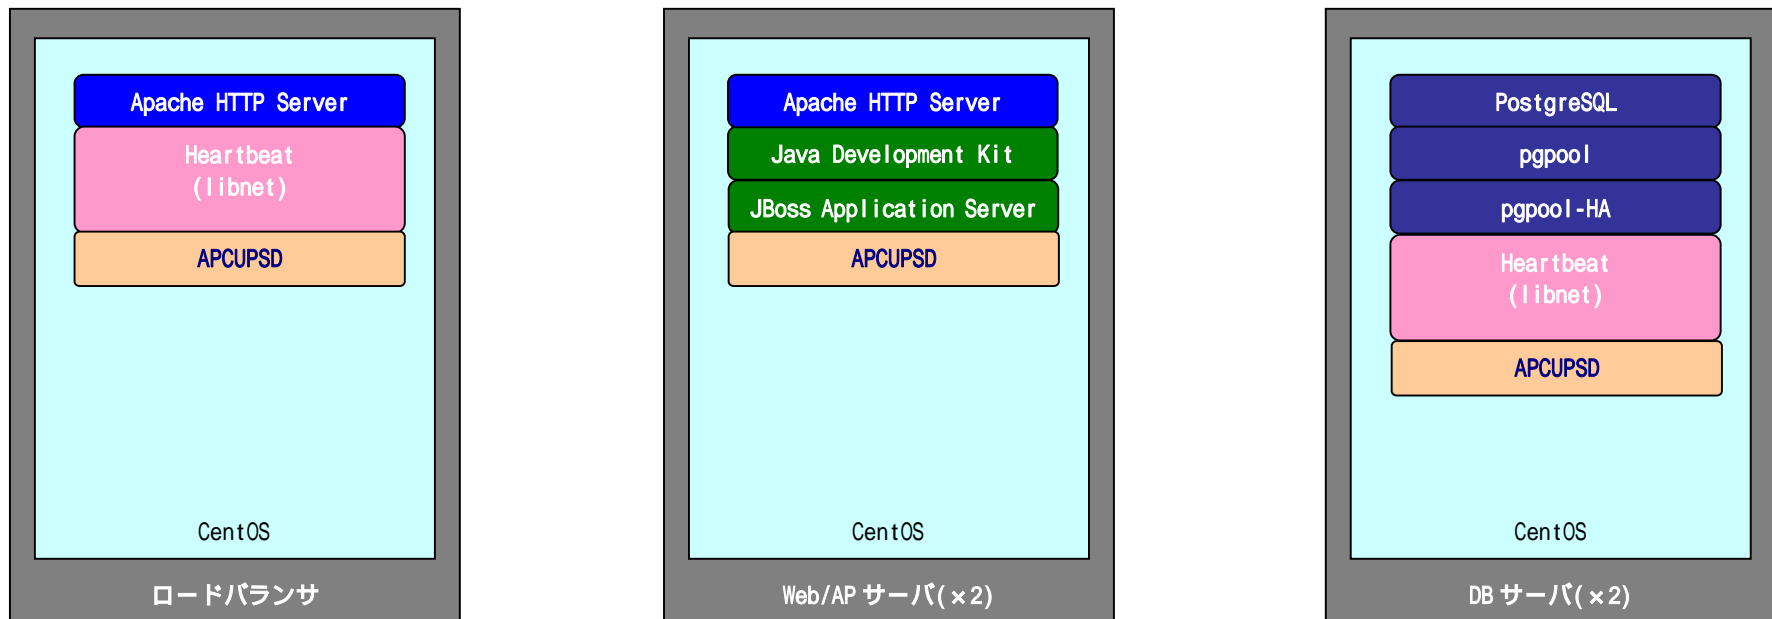 Apache HTTP Server
Heartbeat
(libnet)
APCUPSD
CentOS
ロードバランサ
Apache HTTP Server
Java Development Kit
JBoss Application Server
APCUPSD
CentOS
Web/AP サーバ(×2)
PostgreSQL
pgpool
pgpool-HA
Heartbeat
(libnet)
APCUPSD
CentOS
DB サーバ(×2)